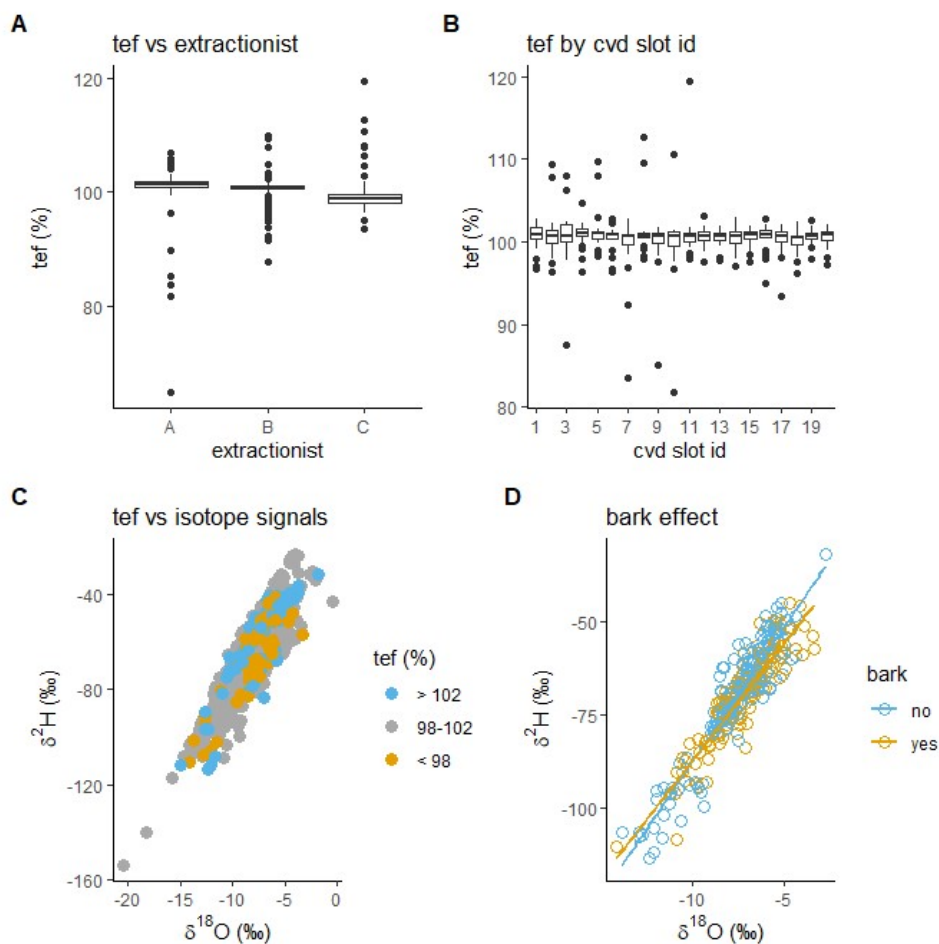 A
tef vs extractionist
tef (%)
120
100
80
A B C
extractionist
B
tef by cvd slot id
tef (%)
120
110
100
90
80
1 3 5 7 9 11 13 15 17 19
cvd slot id
C
tef vs isotope signals
δ²H (‰)
-40
-80
-120
-160
-20 -15 -10 -5 0
δ¹⁸O (‰)
tef (%)
> 102
98-102
< 98
D
bark effect
δ²H (‰)
-50
-75
-100
-10 -5
δ¹⁸O (‰)
bark
no
yes